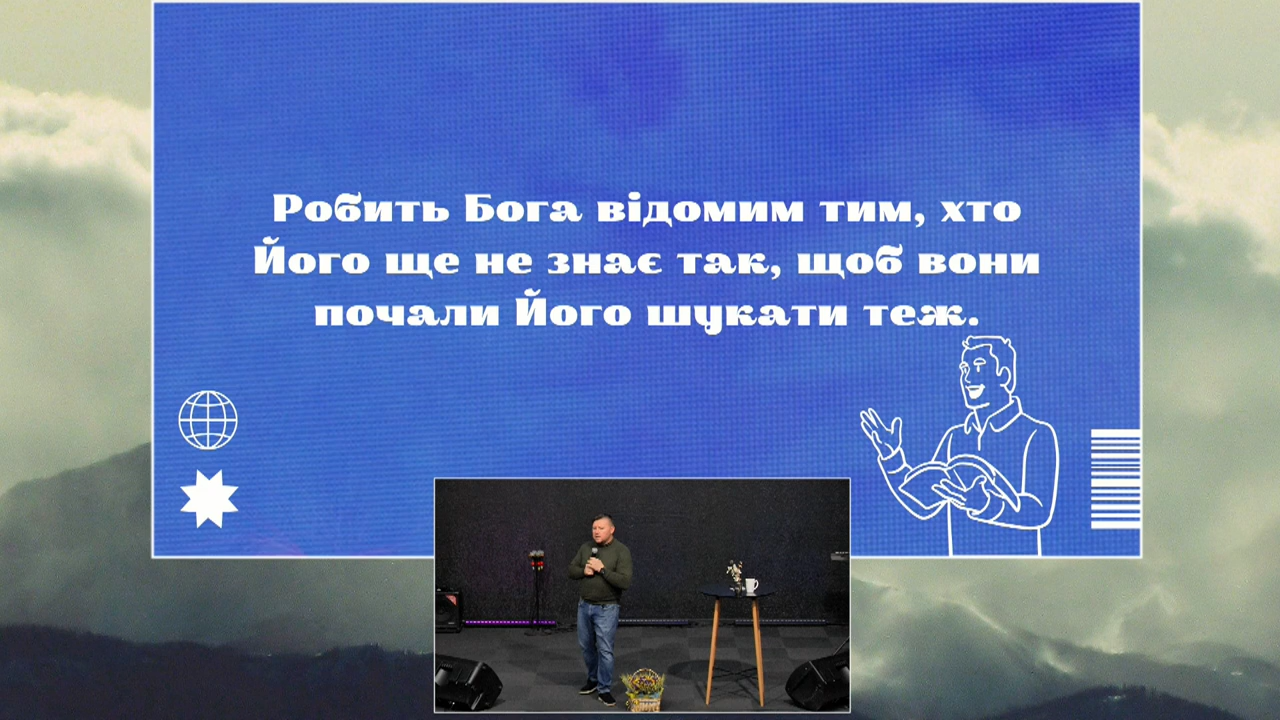 Робить Бога відомим тим, хто
Його ще не знає так, щоб вони
почали Його шукати теж.